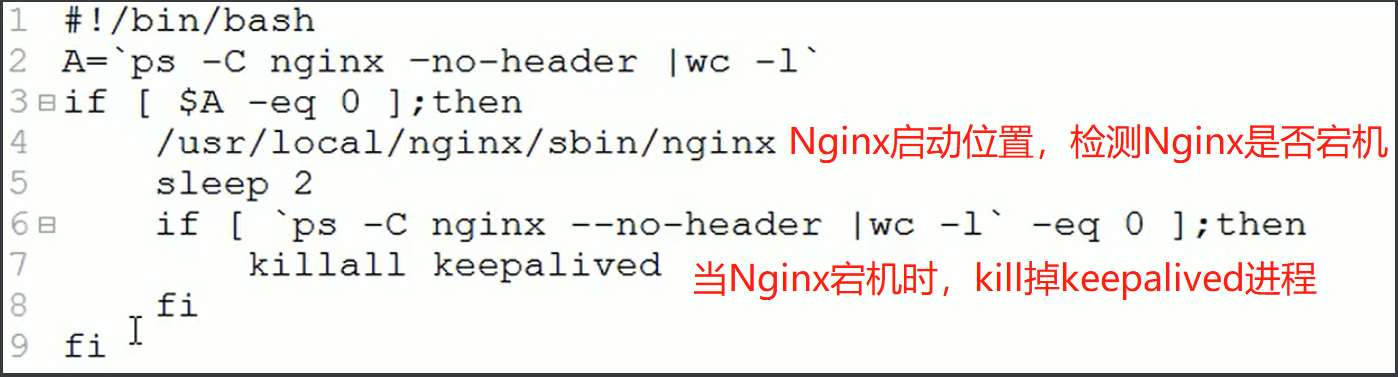 1 #!/bin/bash
2 A=`ps -C nginx –no-header |wc -l`
3 if [ $A -eq 0 ];then
4 /usr/local/nginx/sbin/nginx Nginx启动位置，检测Nginx是否宕机
5 sleep 2
6 if [ `ps -C nginx --no-header |wc -l` -eq 0 ];then
7 killall keepalived 当Nginx宕机时，kill掉keepalived进程
8 fi
9 fi